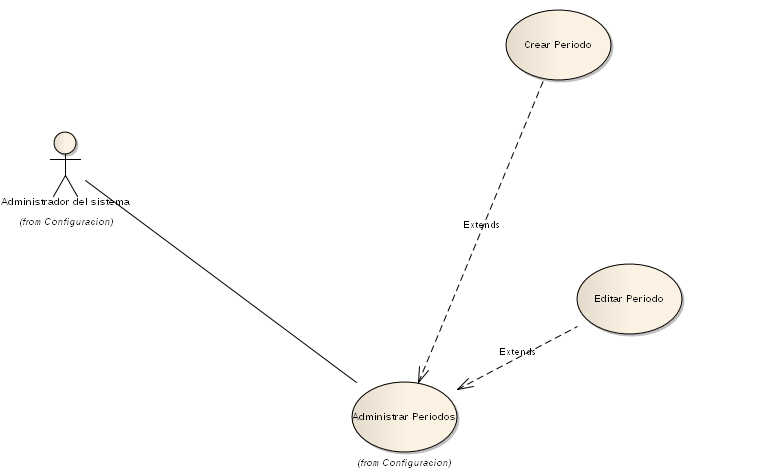 Crear Periodo
Administrador del sistema
(from Configuracion)
Extends
Editar Periodo
Extends
Administrar Periodos
(from Configuracion)